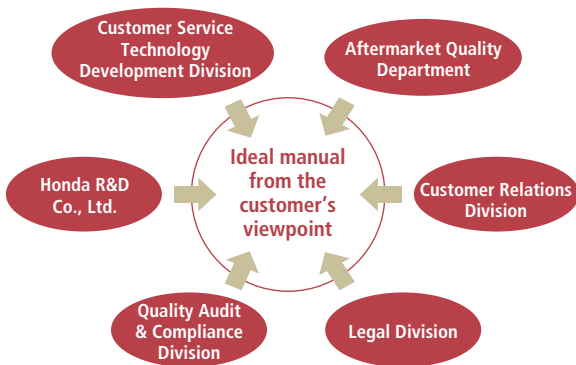 Customer Service
Technology
Development Division
Aftermarket Quality
Department
Ideal manual
from the
customer's
viewpoint
Honda R&D
Co., Ltd.
Customer Relations
Division
Quality Audit
& Compliance
Division
Legal Division